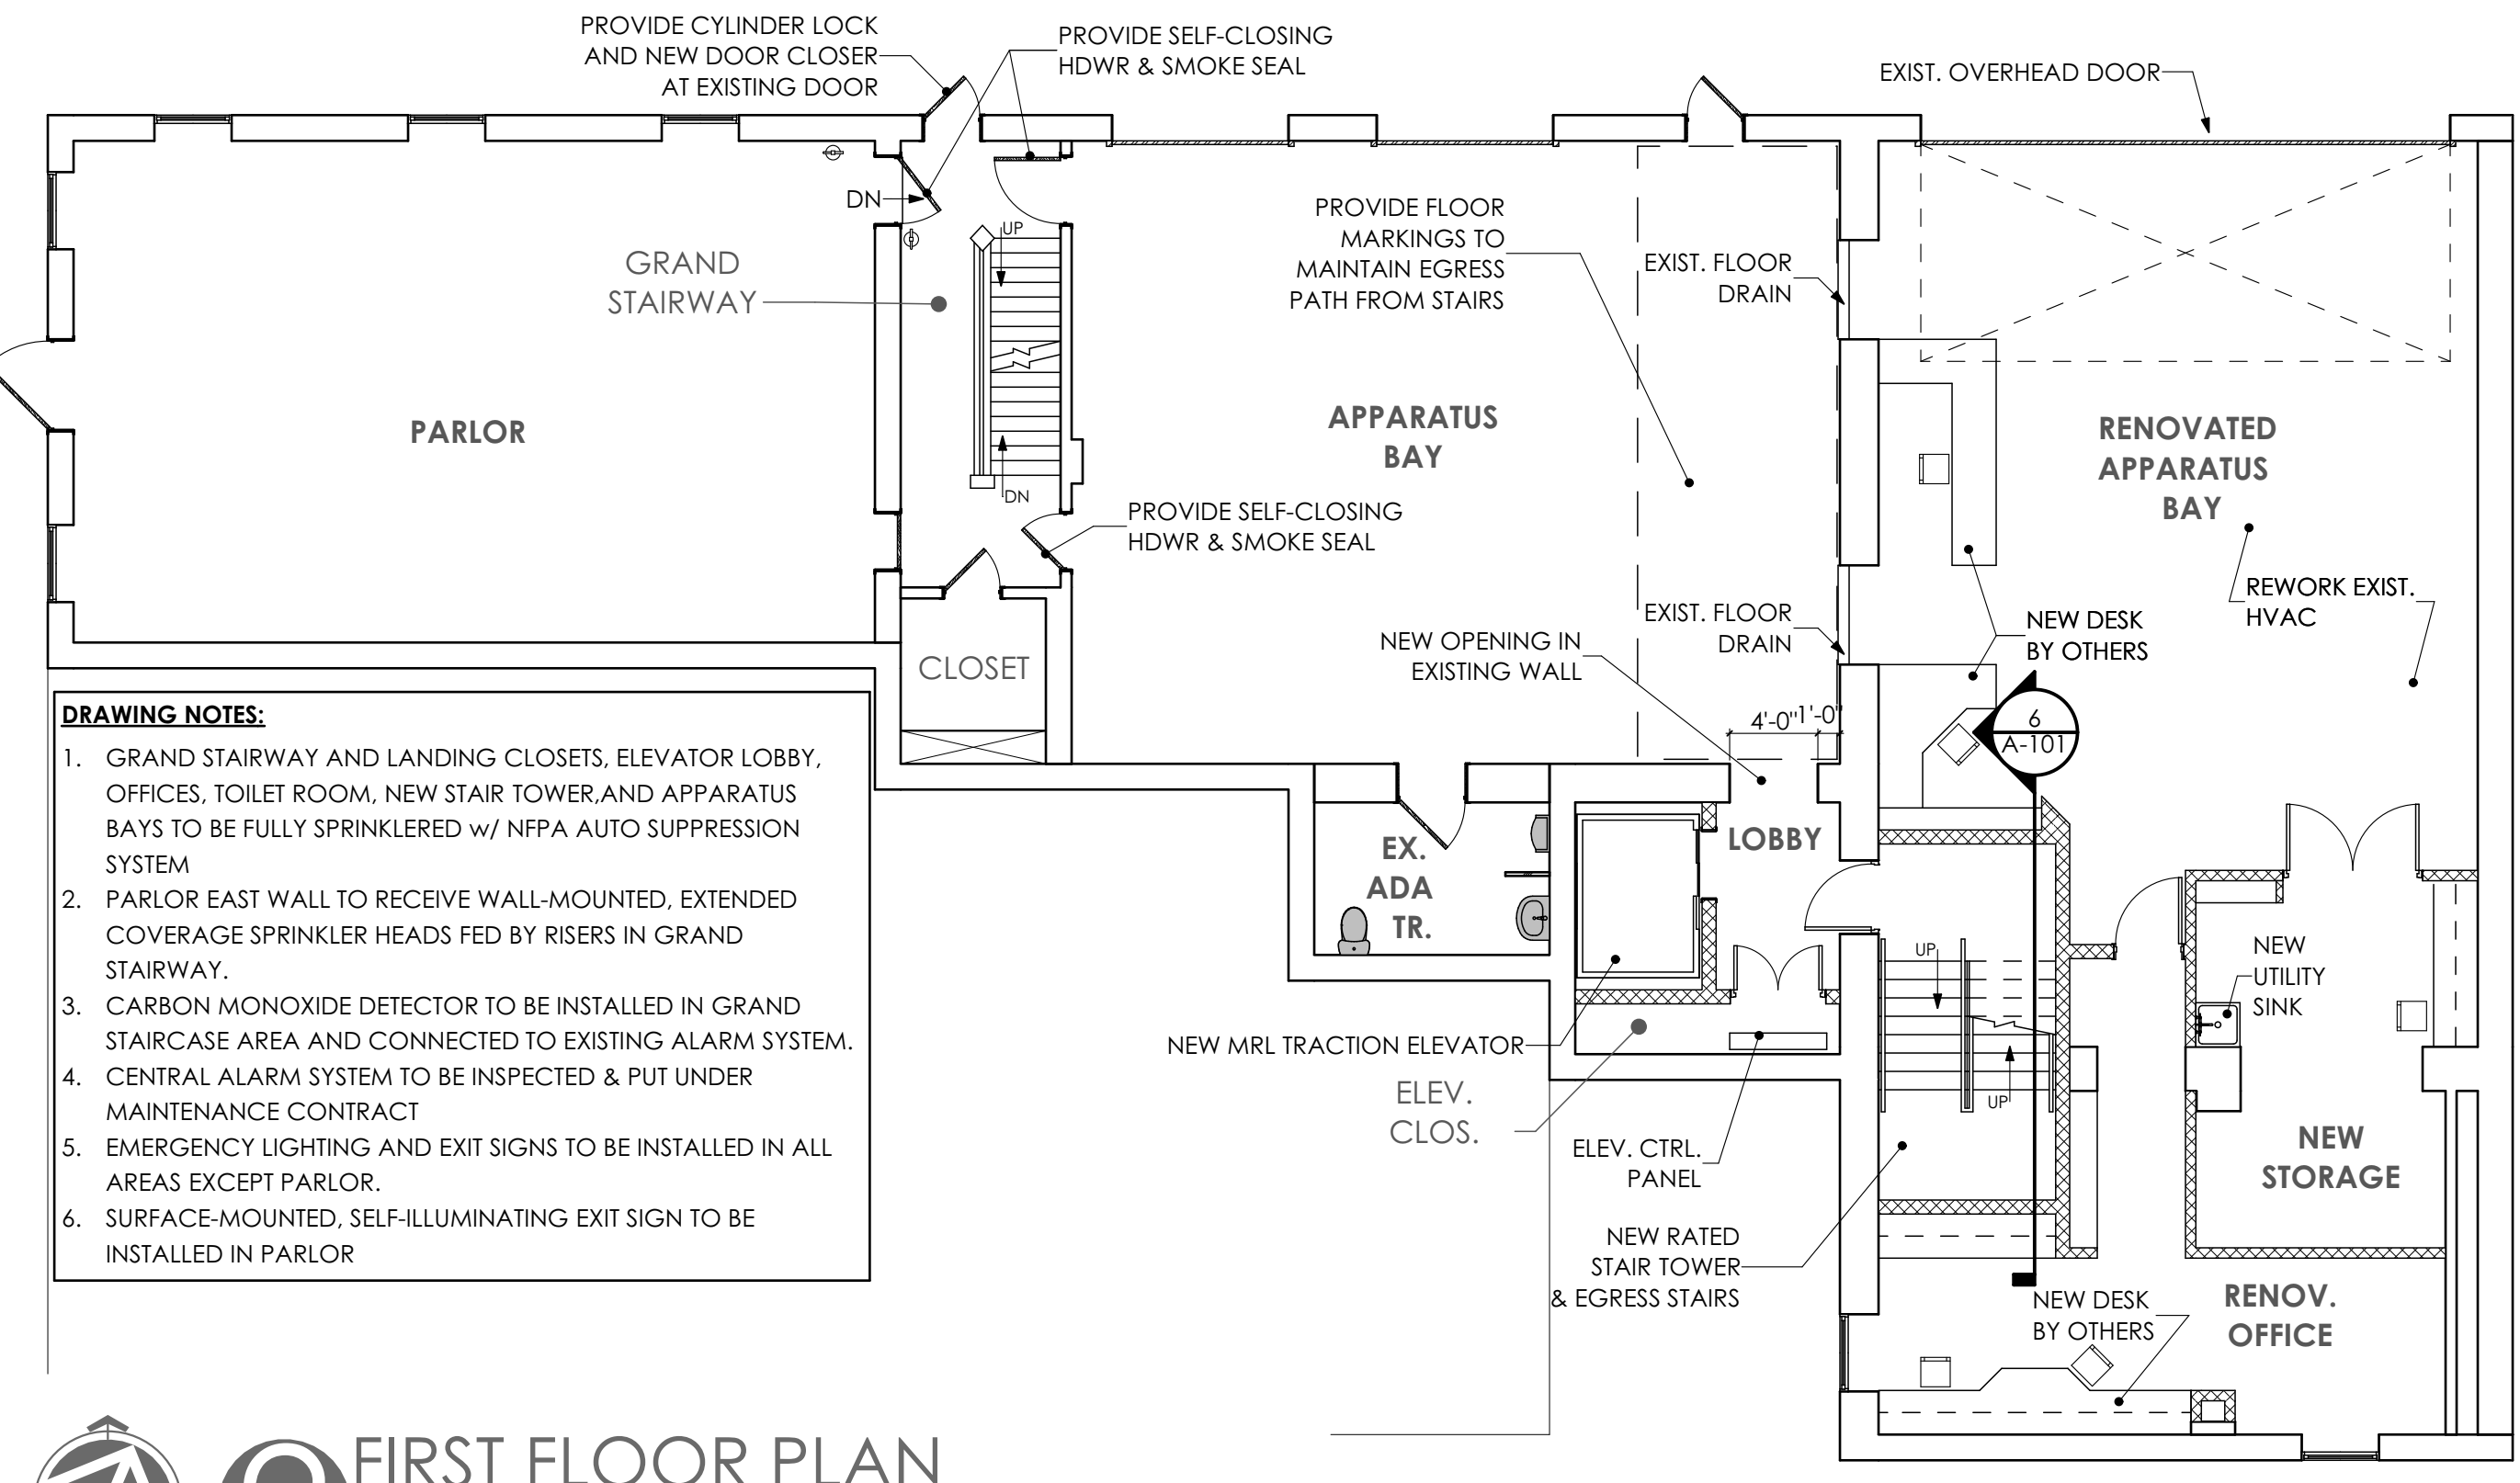 PROVIDE CYLINDER LOCK
AND NEW DOOR CLOSER
AT EXISTING DOOR
PROVIDE SELF-CLOSING
HDWR & SMOKE SEAL
EXIST. OVERHEAD DOOR
DN
UP
GRAND
STAIRWAY
PROVIDE FLOOR
MARKINGS TO
MAINTAIN EGRESS
PATH FROM STAIRS
EXIST. FLOOR
DRAIN
PARLOR
APPARATUS
BAY
RENOVATED
APPARATUS
BAY
DN
PROVIDE SELF-CLOSING
HDWR & SMOKE SEAL
REWORK EXIST.
HVAC
EXIST. FLOOR
DRAIN
NEW DESK
BY OTHERS
NEW OPENING IN
EXISTING WALL
CLOSET
4'-0"
1'-0"
6
A-101
DRAWING NOTES:
1. GRAND STAIRWAY AND LANDING CLOSETS, ELEVATOR LOBBY,
OFFICES, TOILET ROOM, NEW STAIR TOWER,AND APPARATUS
BAYS TO BE FULLY SPRINKLERED w/ NFPA AUTO SUPPRESSION
SYSTEM
2. PARLOR EAST WALL TO RECEIVE WALL-MOUNTED, EXTENDED
COVERAGE SPRINKLER HEADS FED BY RISERS IN GRAND
STAIRWAY.
3. CARBON MONOXIDE DETECTOR TO BE INSTALLED IN GRAND
STAIRCASE AREA AND CONNECTED TO EXISTING ALARM SYSTEM.
4. CENTRAL ALARM SYSTEM TO BE INSPECTED & PUT UNDER
MAINTENANCE CONTRACT
5. EMERGENCY LIGHTING AND EXIT SIGNS TO BE INSTALLED IN ALL
AREAS EXCEPT PARLOR.
6. SURFACE-MOUNTED, SELF-ILLUMINATING EXIT SIGN TO BE
INSTALLED IN PARLOR
EX.
ADA
TR.
LOBBY
UP
NEW
UTILITY
SINK
NEW MRL TRACTION ELEVATOR
ELEV.
CLOS.
UP
ELEV. CTRL.
PANEL
NEW
STORAGE
NEW RATED
STAIR TOWER
& EGRESS STAIRS
NEW DESK
BY OTHERS
RENOV.
OFFICE
FIRST FLOOR PLAN